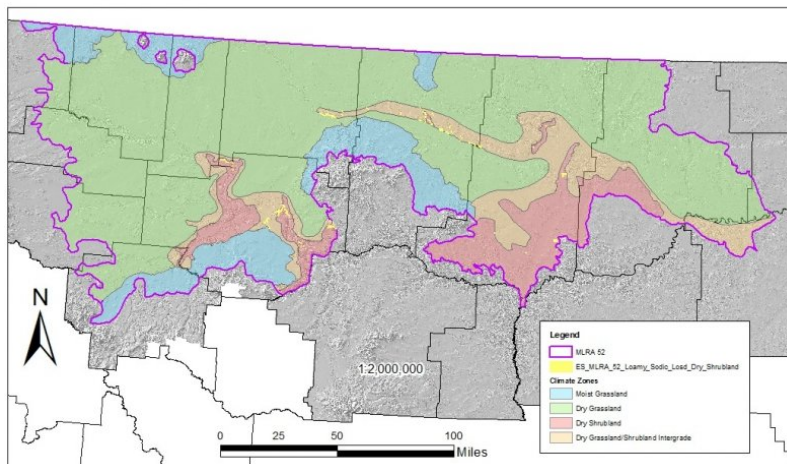 N
1:2,000,000
0 25 50 100
Miles
Legend
MLRA 52
ES_MLRA_52_Loamy_Sodic_Losd_Dry_Shrubland
Climate Zones
Moist Grassland
Dry Grassland
Dry Shrubland
Dry Grassland/Shrubland Intergrade